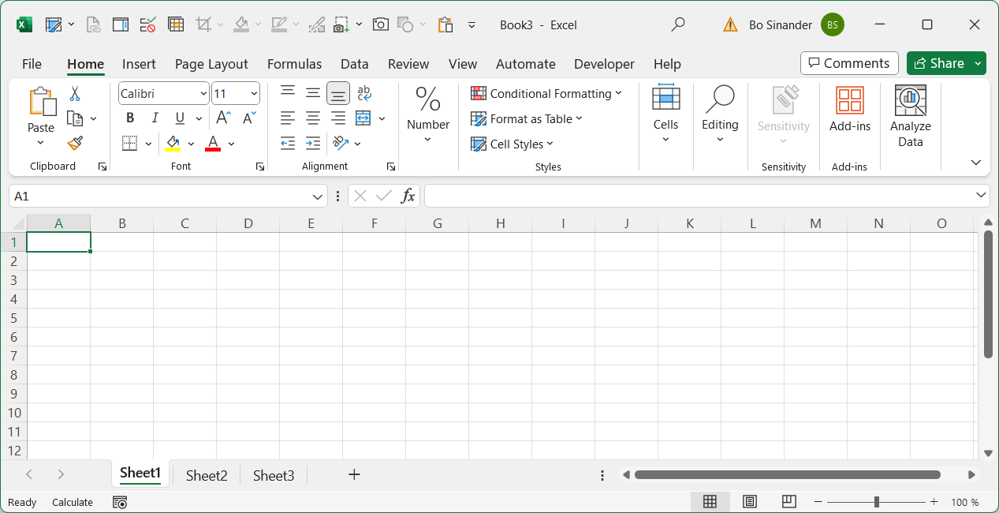 Book3 - Excel
Bo Sinander BS
File Home Insert Page Layout Formulas Data Review View Automate Developer Help Comments Share
Paste
Clipboard
Calibri 11
B I U A A
A
Font
ab
c
Alignment
%
Number
Conditional Formatting
Format as Table
Cell Styles
Styles
Cells
Editing
Sensitivity
Sensitivity
Add-ins
Add-ins
Analyze
Data
A1 fx
A B C D E F G H I J K L M N O
1
2
3
4
5
6
7
8
9
10
11
12
Sheet1 Sheet2 Sheet3 +
Ready Calculate 100 %